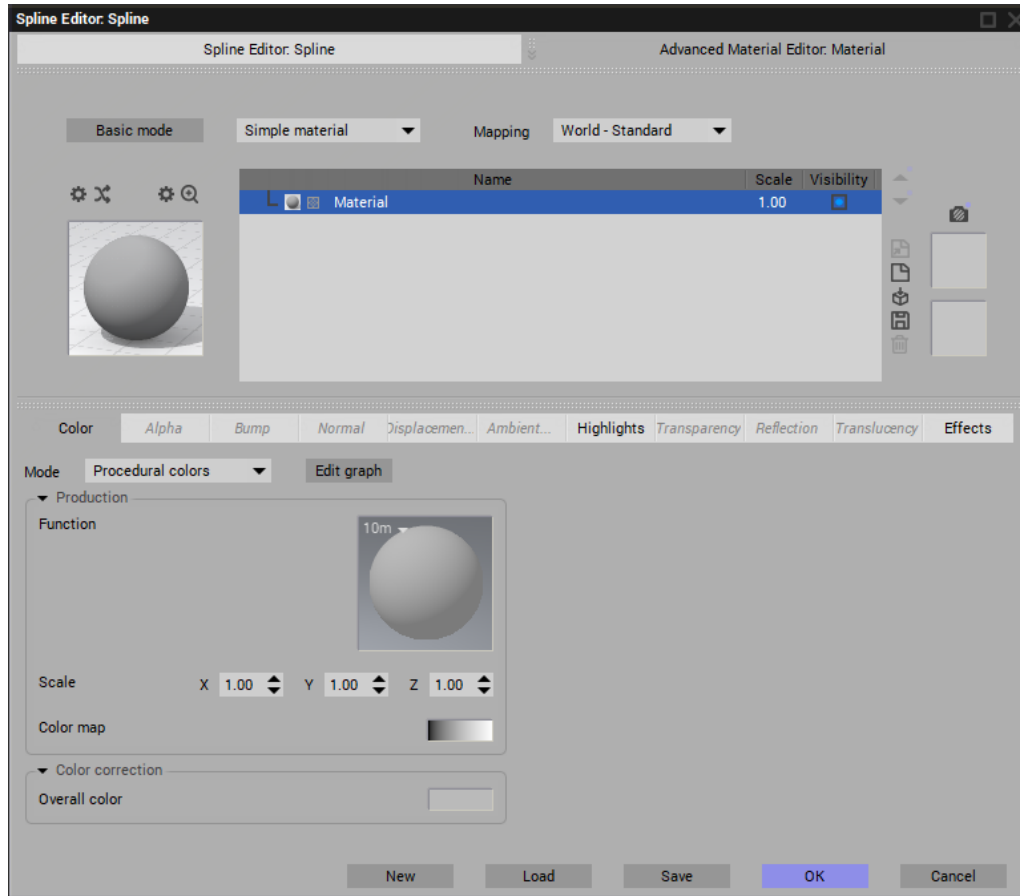 Spline Editor: Spline
Spline Editor: Spline
Advanced Material Editor: Material
Basic mode
Simple material
Mapping
World - Standard
Name
Scale
Visibility
Material
1.00
Color
Alpha
Bump
Normal
Displacemen...
Ambient...
Highlights
Transparency
Reflection
Translucency
Effects
Mode
Procedural colors
Edit graph
Production
Function
10m
Scale
X 1.00
Y 1.00
Z 1.00
Color map
Color correction
Overall color
New
Load
Save
OK
Cancel